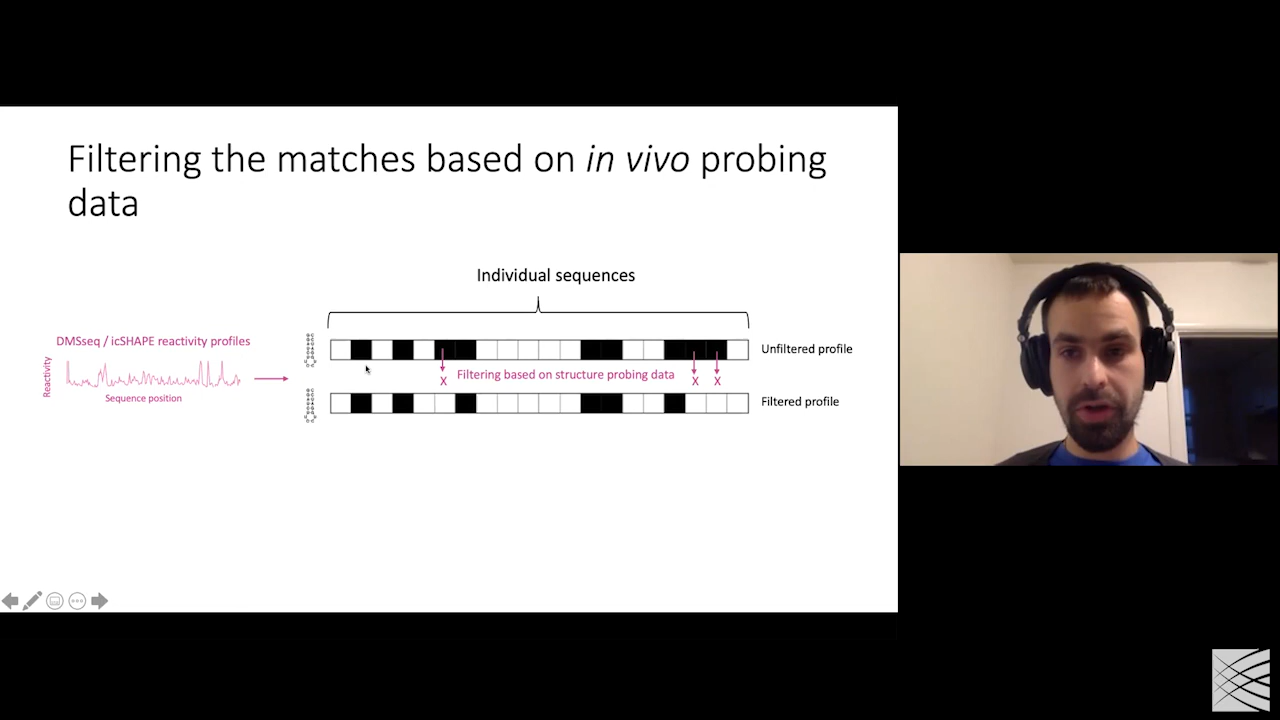 Filtering the matches based on in vivo probing
data
Individual sequences
DMSseq / icSHAPE reactivity profiles
Reactivity
Sequence position
Unfiltered profile
X Filtering based on structure probing data X X
Filtered profile